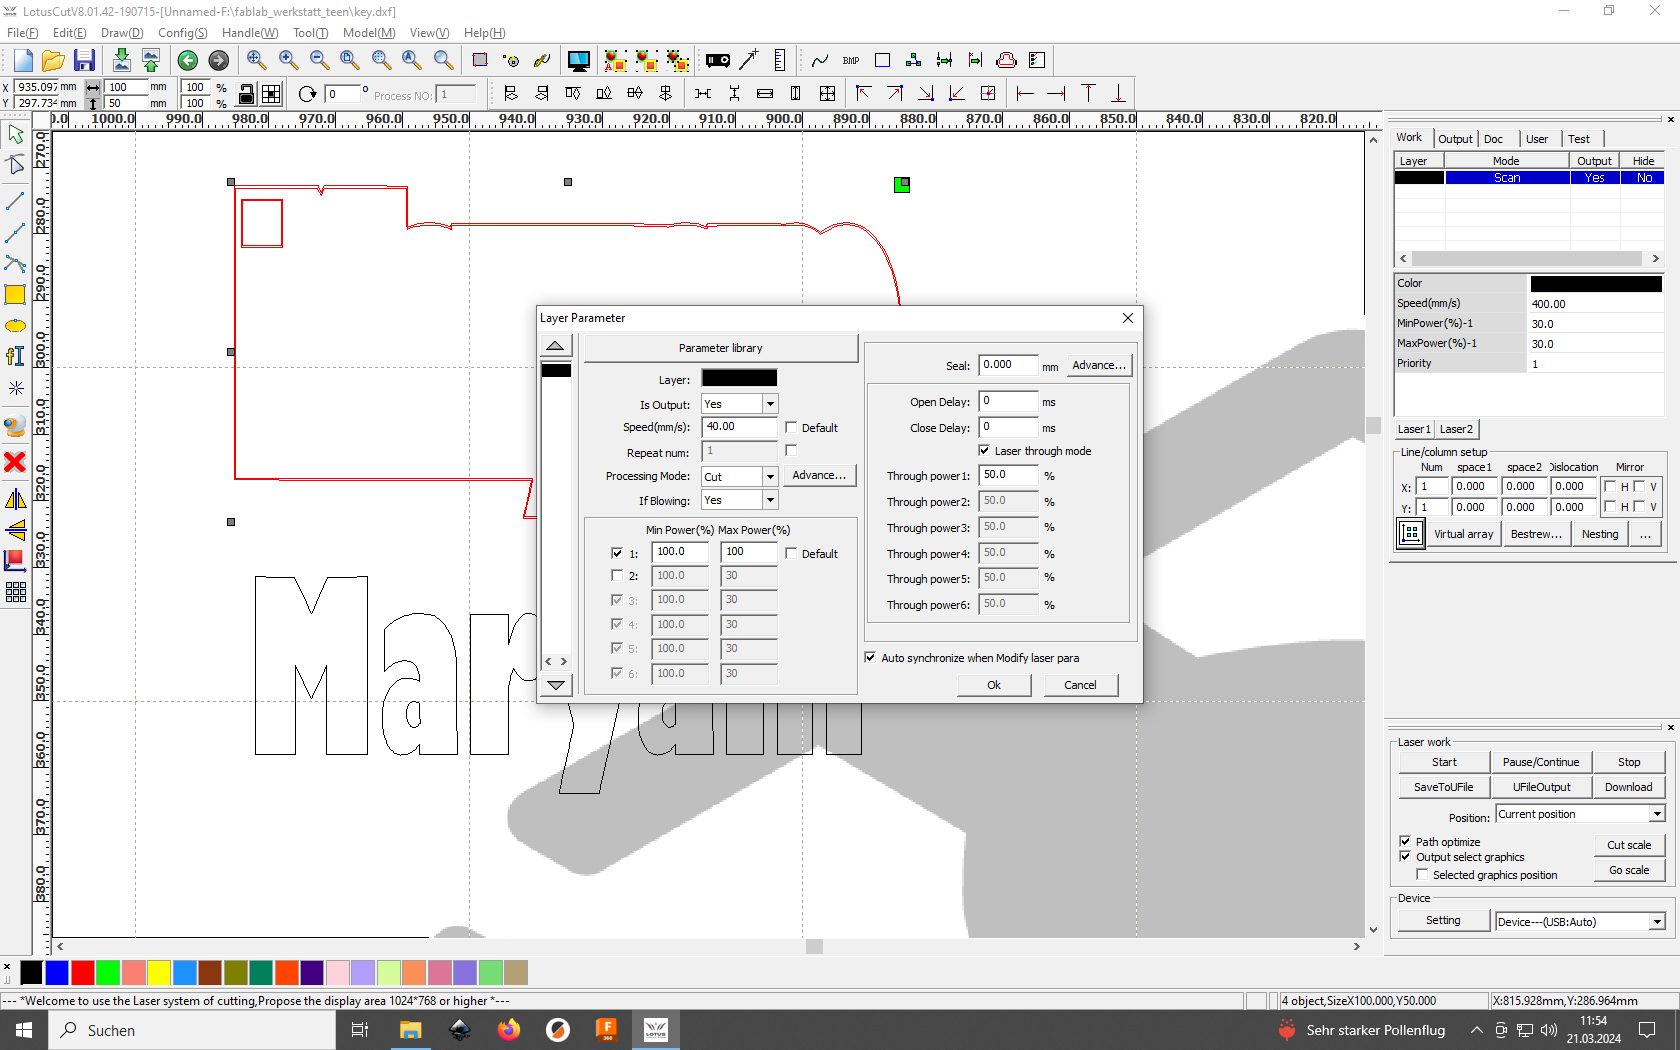 LotusCutV8.01.42-190715-[Unnamed-F:\fablab_werkstatt_teen\key.dxf]
File(F) Edit(E) Draw(D) Config(S) Handle(W) Tool(T) Model(M) View(V) Help(H)
X 935.097 mm 100 mm 100 % 0 ° Process NO: 1
Y 297.734 mm 50 mm 100 %
BMP
0.0 1000.0 990.0 980.0 970.0 960.0 950.0 940.0 930.0 920.0 910.0 900.0 890.0 880.0 870.0 860.0 850.0 840.0 830.0 820.0
270.0
280.0
290.0
300.0
310.0
320.0
330.0
340.0
350.0
360.0
370.0
380.0
Maryann
Layer Parameter
Parameter library
Layer:
Is Output: Yes
Speed(mm/s): 40.00 Default
Repeat num: 1
Processing Mode: Cut Advance...
If Blowing: Yes
Min Power(%) Max Power(%)
1: 100.0 100 Default
2: 100.0 30
3: 100.0 30
4: 100.0 30
5: 100.0 30
6: 100.0 30
Seal: 0.000 mm Advance...
Open Delay: 0 ms
Close Delay: 0 ms
Laser through mode
Through power1: 50.0 %
Through power2: 50.0 %
Through power3: 50.0 %
Through power4: 50.0 %
Through power5: 50.0 %
Through power6: 50.0 %
Auto synchronize when Modify laser para
Ok Cancel
Work Output Doc User Test
Layer Mode Output Hide
Scan Yes No
Color
Speed(mm/s) 400.00
MinPower(%)-1 30.0
MaxPower(%)-1 30.0
Priority 1
Laser1 Laser2
Line/column setup
Num space1 space2 Dislocation Mirror
X: 1 0.000 0.000 0.000 H V
Y: 1 0.000 0.000 0.000 H V
Virtual array Bestrew... Nesting ...
Laser work
Start Pause/Continue Stop
SaveToUFile UFileOutput Download
Position: Current position
Path optimize
Output select graphics
Selected graphics position
Cut scale
Go scale
Device
Setting Device---(USB:Auto)
--- *Welcome to use the Laser system of cutting,Propose the display area 1024*768 or higher *---
4 object,SizeX100.000,Y50.000 X:815.928mm,Y:286.964mm
Suchen
LOTUS
Sehr starker Pollenflug
11:54
21.03.2024